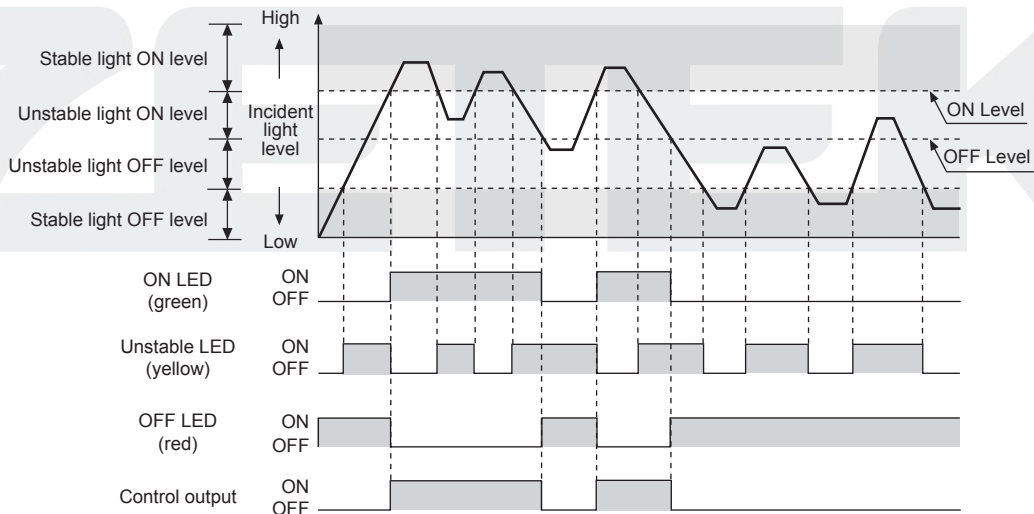 High
Stable light ON level
Unstable light ON level
Incident
light
level
ON Level
Unstable light OFF level
OFF Level
Stable light OFF level
Low
ON LED
(green)
ON
OFF
Unstable LED
(yellow)
ON
OFF
OFF LED
(red)
ON
OFF
Control output
ON
OFF